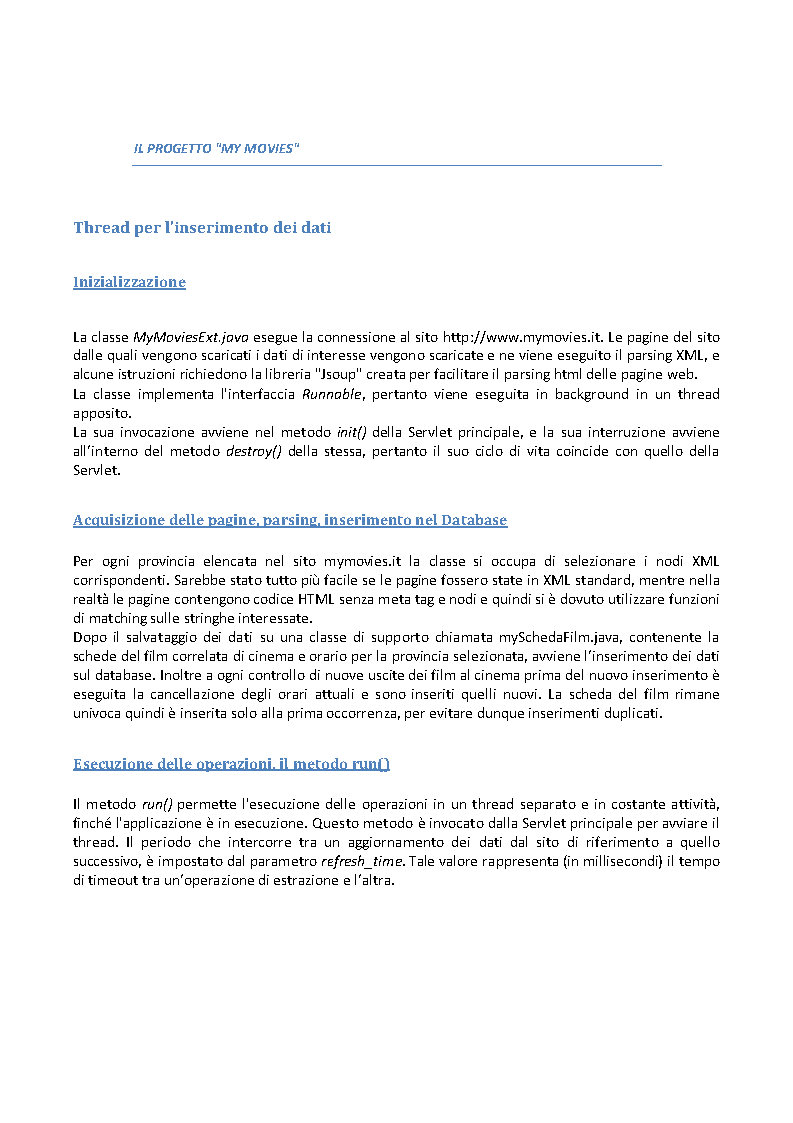 IL PROGETTO "MY MOVIES"
Thread per l'inserimento dei dati
Inizializzazione
La classe MyMoviesExt.java esegue la connessione al sito http://www.mymovies.it. Le pagine del sito
dalle quali vengono scaricati i dati di interesse vengono scaricate e ne viene eseguito il parsing XML, e
alcune istruzioni richiedono la libreria "Jsoup" creata per facilitare il parsing html delle pagine web.
La classe implementa l'interfaccia Runnable, pertanto viene eseguita in background in un thread
apposito.
La sua invocazione avviene nel metodo init() della Servlet principale, e la sua interruzione avviene
all'interno del metodo destroy() della stessa, pertanto il suo ciclo di vita coincide con quello della
Servlet.
Acquisizione delle pagine, parsing, inserimento nel Database
Per ogni provincia elencata nel sito mymovies.it la classe si occupa di selezionare i nodi XML
corrispondenti. Sarebbe stato tutto più facile se le pagine fossero state in XML standard, mentre nella
realtà le pagine contengono codice HTML senza meta tag e nodi e quindi si è dovuto utilizzare funzioni
di matching sulle stringhe interessate.
Dopo il salvataggio dei dati su una classe di supporto chiamata mySchedaFilm.java, contenente la
schede del film correlata di cinema e orario per la provincia selezionata, avviene l'inserimento dei dati
sul database. Inoltre a ogni controllo di nuove uscite dei film al cinema prima del nuovo inserimento è
eseguita la cancellazione degli orari attuali e sono inseriti quelli nuovi. La scheda del film rimane
univoca quindi è inserita solo alla prima occorrenza, per evitare dunque inserimenti duplicati.
Esecuzione delle operazioni, il metodo run()
Il metodo run() permette l'esecuzione delle operazioni in un thread separato e in costante attività,
finché l'applicazione è in esecuzione. Questo metodo è invocato dalla Servlet principale per avviare il
thread. Il periodo che intercorre tra un aggiornamento dei dati dal sito di riferimento a quello
successivo, è impostato dal parametro refresh_time. Tale valore rappresenta (in millisecondi) il tempo
di timeout tra un'operazione di estrazione e l'altra.